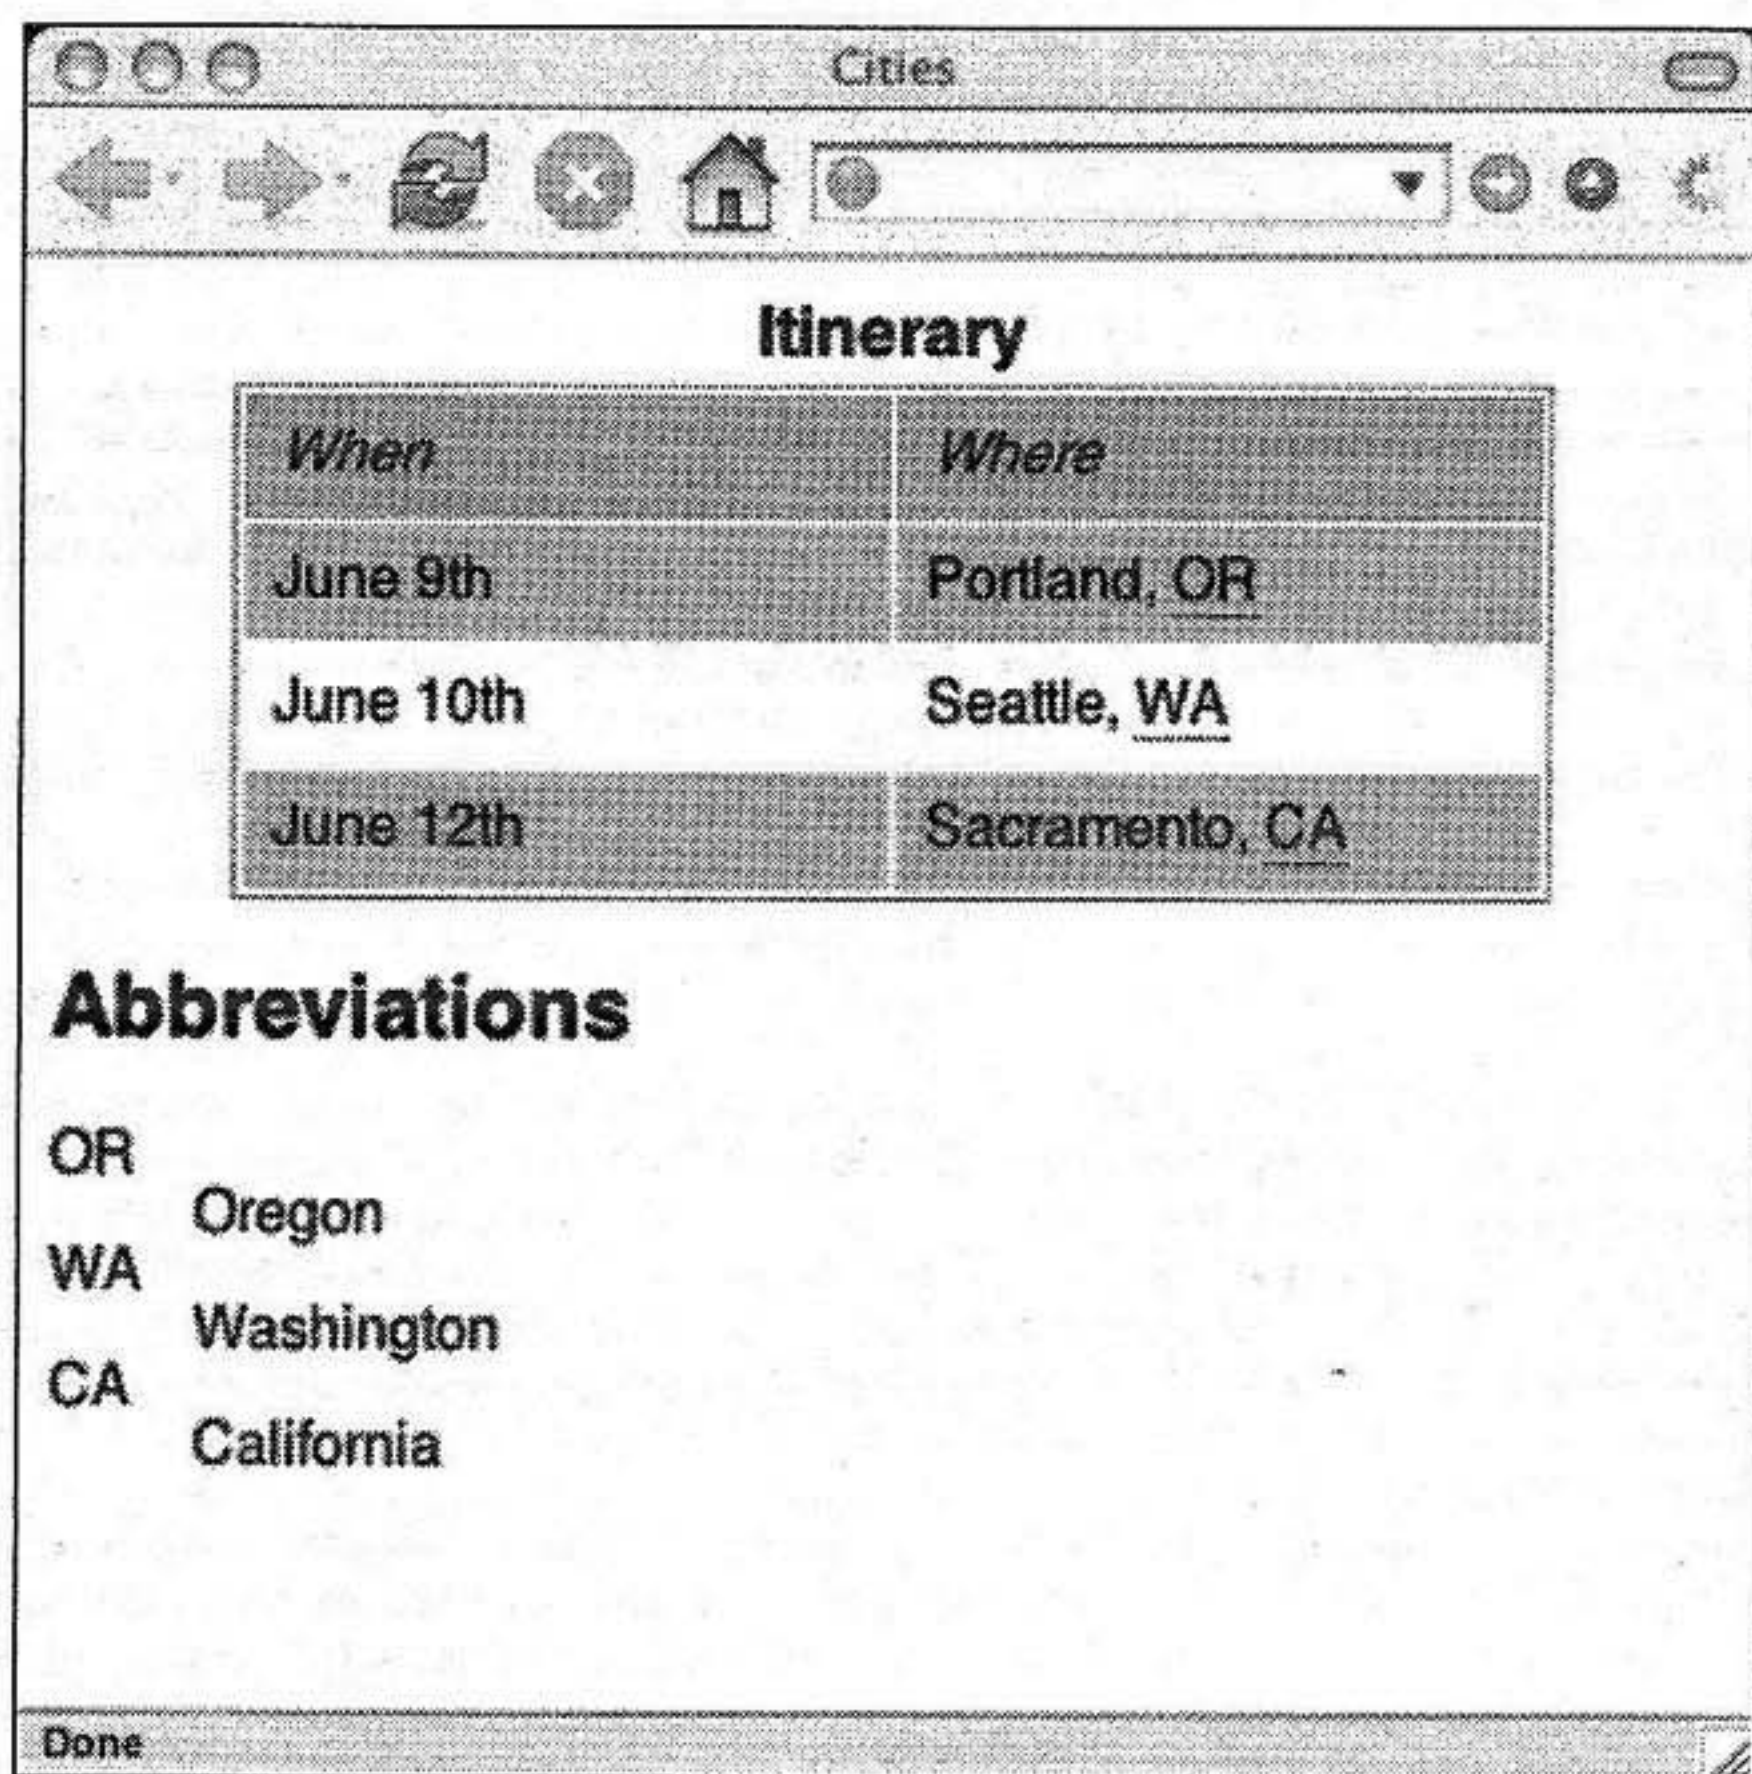 Cities
Itinerary
When Where
June 9th Portland, OR
June 10th Seattle, WA
June 12th Sacramento, CA
Abbreviations
OR
Oregon
WA
Washington
CA
California
Done